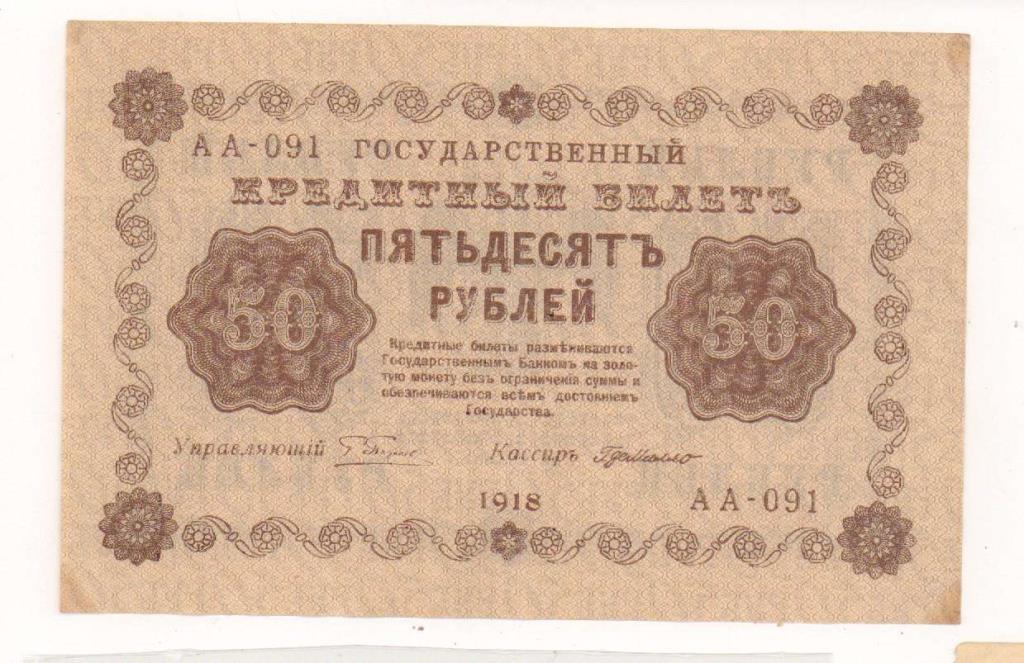 АА-091 ГОСУДАРСТВЕННЫЙ
КРЕДИТНЫЙ БИЛЕТЪ
ПЯТЬДЕСЯТЪ
РУБЛЕЙ
50
50
Кредитные билеты размѣниваются
Государственнымъ Банкомъ на золо-
тую монету безъ ограниченія суммы и
обезпечиваются всѣмъ достояніемъ
Государства.
Управляющій
Кассиръ
1918
АА-091